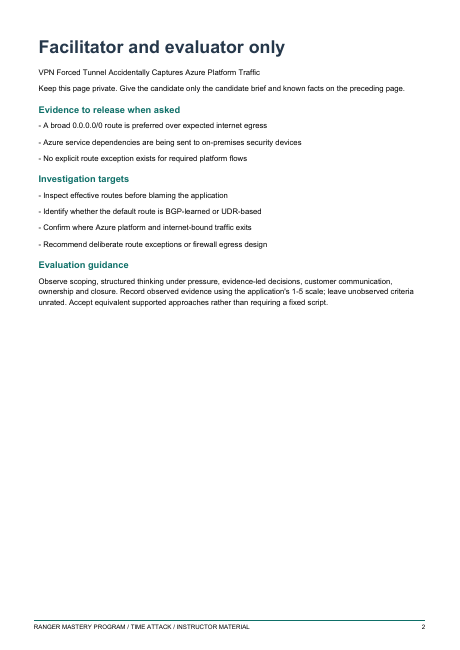 Facilitator and evaluator only
VPN Forced Tunnel Accidentally Captures Azure Platform Traffic
Keep this page private. Give the candidate only the candidate brief and known facts on the preceding page.
Evidence to release when asked
- A broad 0.0.0.0/0 route is preferred over expected internet egress
- Azure service dependencies are being sent to on-premises security devices
- No explicit route exception exists for required platform flows
Investigation targets
- Inspect effective routes before blaming the application
- Identify whether the default route is BGP-learned or UDR-based
- Confirm where Azure platform and internet-bound traffic exits
- Recommend deliberate route exceptions or firewall egress design
Evaluation guidance
Observe scoping, structured thinking under pressure, evidence-led decisions, customer communication,
ownership and closure. Record observed evidence using the application's 1-5 scale; leave unobserved criteria
unrated. Accept equivalent supported approaches rather than requiring a fixed script.
RANGER MASTERY PROGRAM / TIME ATTACK / INSTRUCTOR MATERIAL 2